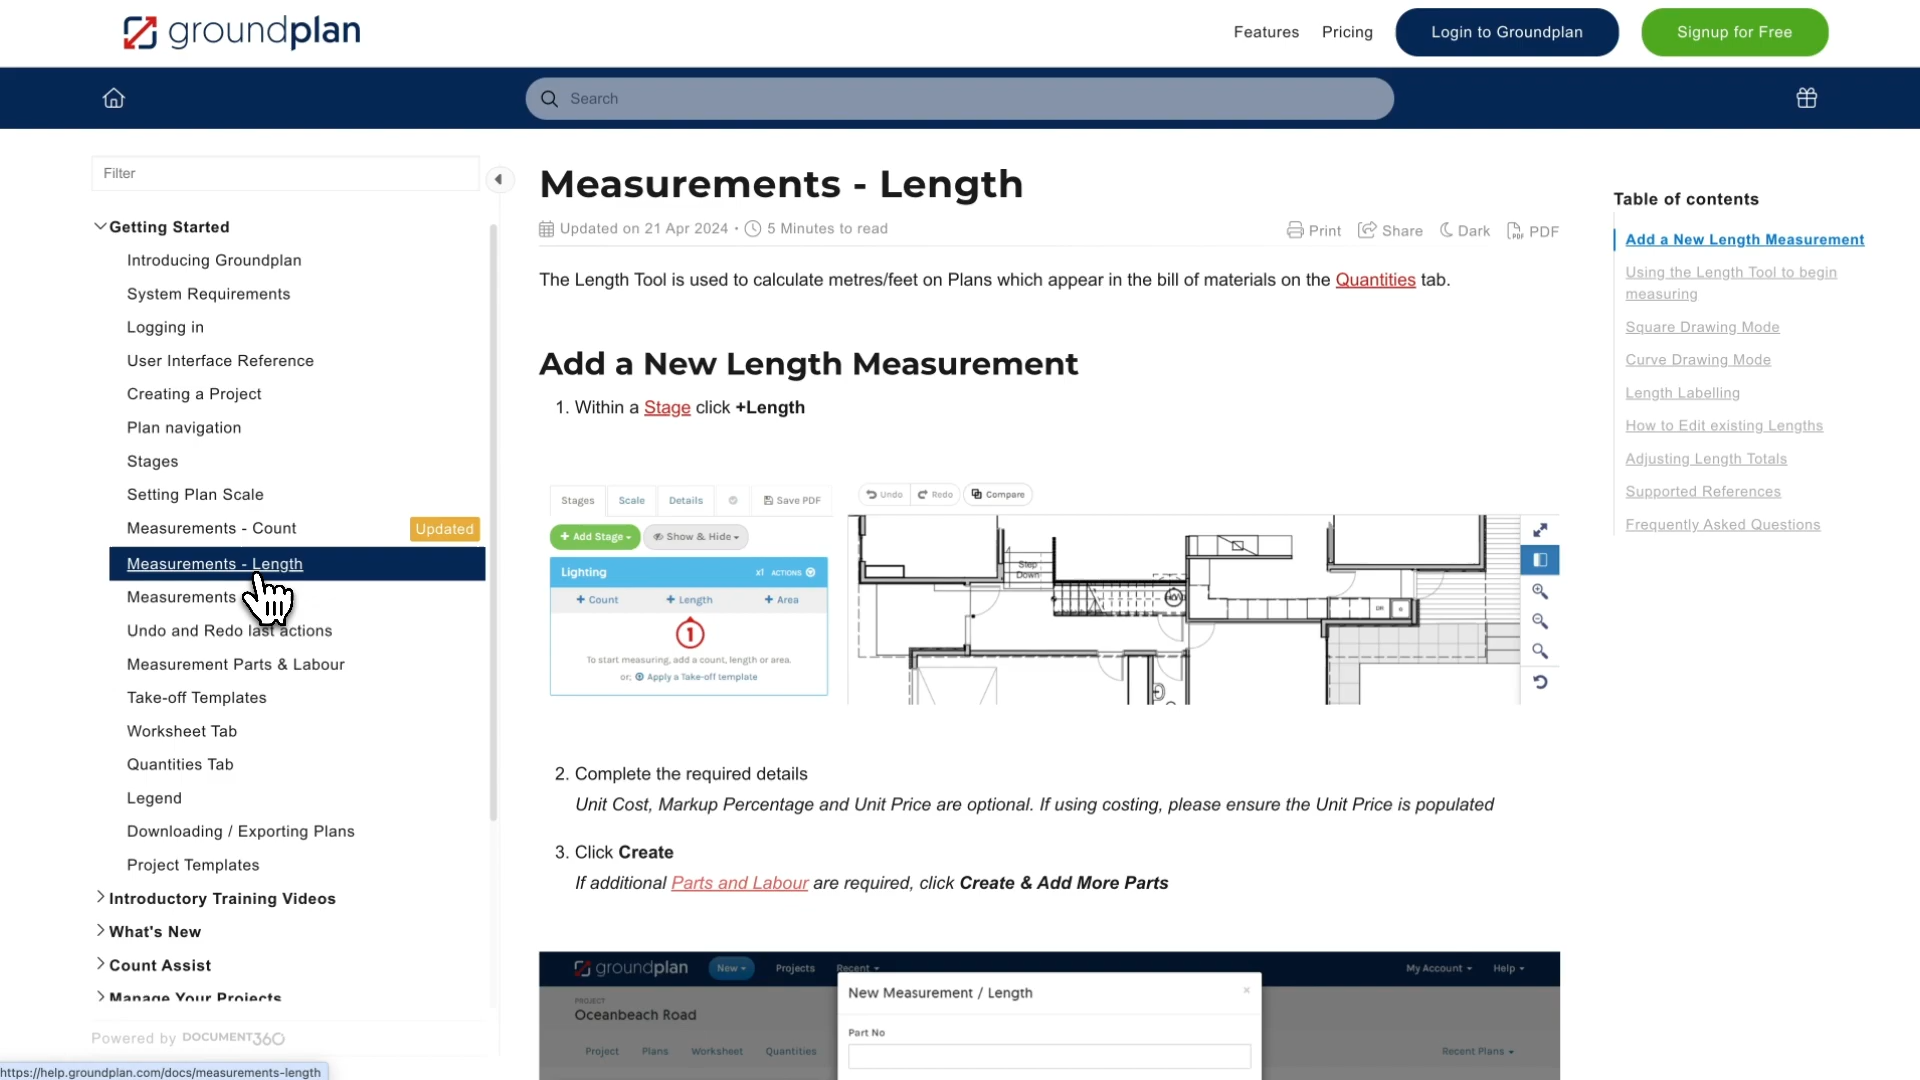 groundplan
Features
Pricing
Login to Groundplan
Signup for Free
Search
Filter
Getting Started
Introducing Groundplan
System Requirements
Logging in
User Interface Reference
Creating a Project
Plan navigation
Stages
Setting Plan Scale
Measurements - Count
Updated
Measurements - Length
Measurements
Undo and Redo last actions
Measurement Parts & Labour
Take-off Templates
Worksheet Tab
Quantities Tab
Legend
Downloading / Exporting Plans
Project Templates
Introductory Training Videos
What's New
Count Assist
Manage Your Projects
Powered by DOCUMENT360
https://help.groundplan.com/docs/measurements-length
Measurements - Length
Updated on 21 Apr 2024 • 5 Minutes to read
Print
Share
Dark
PDF
The Length Tool is used to calculate metres/feet on Plans which appear in the bill of materials on the Quantities tab.
Add a New Length Measurement
1. Within a Stage click +Length
Stages
Scale
Details
Save PDF
Undo
Redo
Compare
+ Add Stage
Show & Hide
Lighting
x1 ACTIONS
+ Count
+ Length
+ Area
1
To start measuring, add a count, length or area.
or; Apply a Take-off template
Step
Down
2. Complete the required details
Unit Cost, Markup Percentage and Unit Price are optional. If using costing, please ensure the Unit Price is populated
3. Click Create
If additional Parts and Labour are required, click Create & Add More Parts
groundplan
New
Projects
Recent
My Account
Help
PROJECT
Oceanbeach Road
Project
Plans
Worksheet
Quantities
Recent Plans
New Measurement / Length
×
Part No
Table of contents
Add a New Length Measurement
Using the Length Tool to begin
measuring
Square Drawing Mode
Curve Drawing Mode
Length Labelling
How to Edit existing Lengths
Adjusting Length Totals
Supported References
Frequently Asked Questions